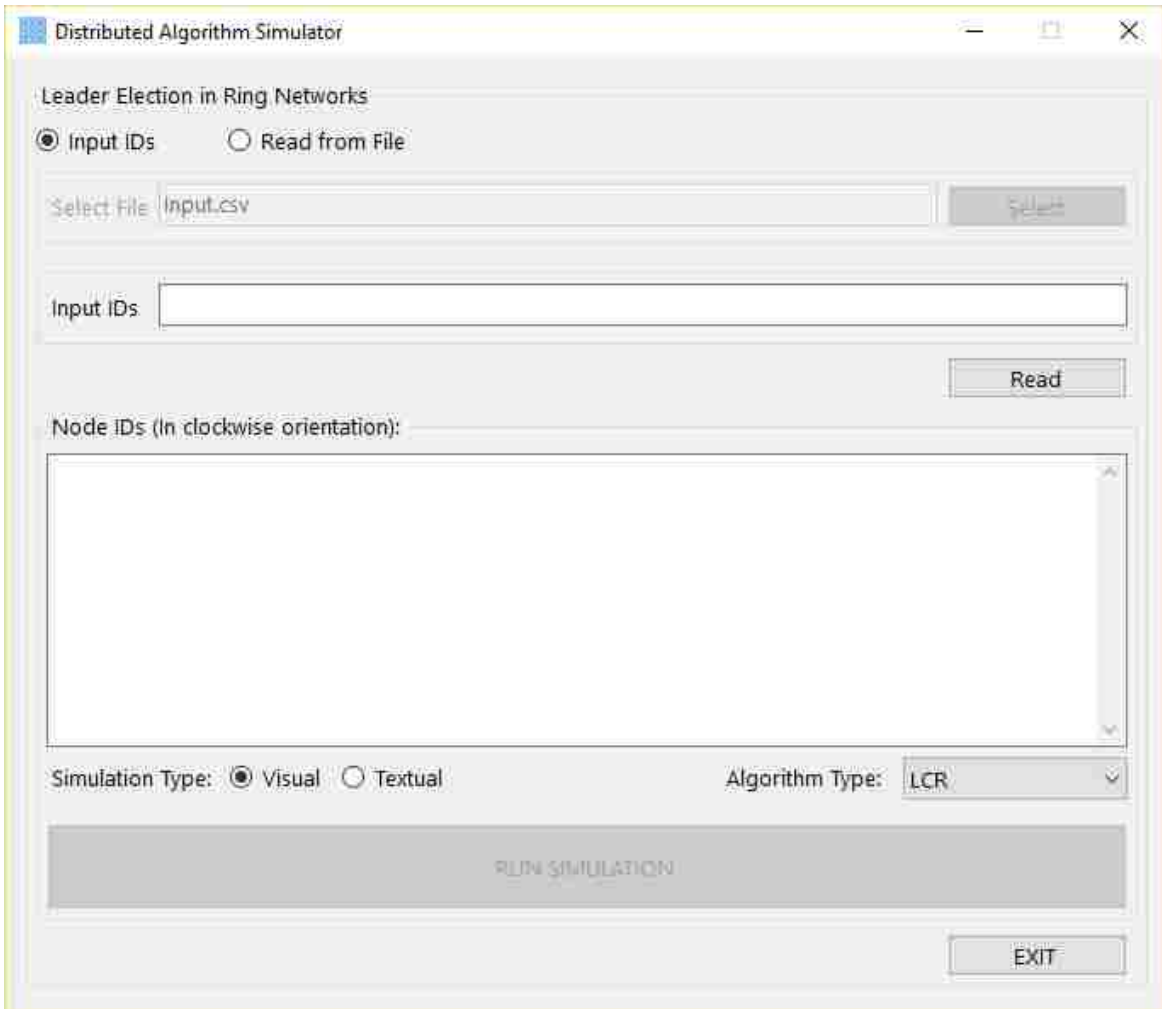 Distributed Algorithm Simulator
Leader Election in Ring Networks
Input IDs Read from File
Select File input.csv Select
Input IDs
Read
Node IDs (In clockwise orientation):
Simulation Type: Visual Textual Algorithm Type: LCR
RUN SIMULATION
EXIT